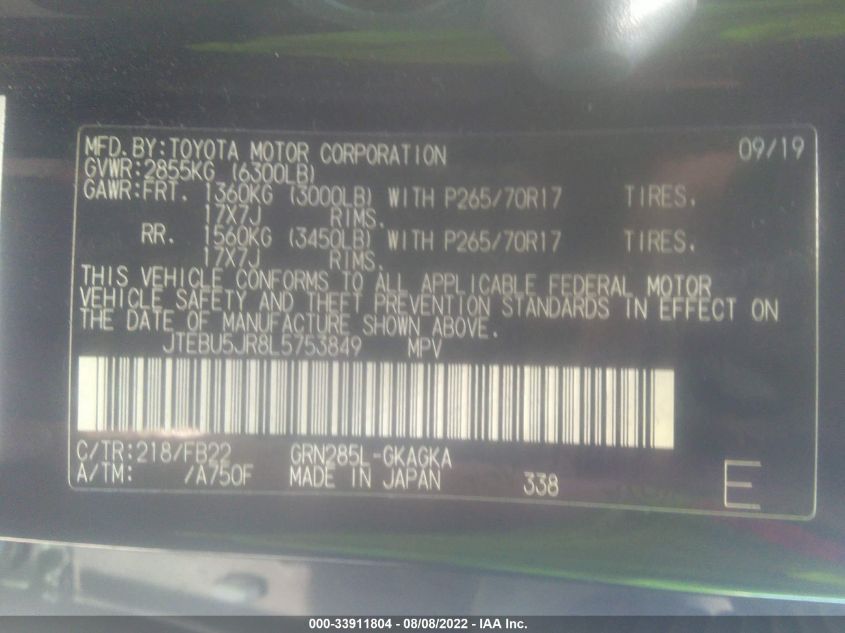 MFD. BY: TOYOTA MOTOR CORPORATION 09/19
GVWR: 2855KG (6300LB)
GAWR: FRT. 1360KG (3000LB) WITH P265/70R17 TIRES.
17X7J RIMS.
RR. 1560KG (3450LB) WITH P265/70R17 TIRES.
17X7J RIMS.
THIS VEHICLE CONFORMS TO ALL APPLICABLE FEDERAL MOTOR
VEHICLE SAFETY AND THEFT PREVENTION STANDARDS IN EFFECT ON
THE DATE OF MANUFACTURE SHOWN ABOVE.
JTEBU5JR8L5753849 MPV
C/TR: 218/FB22 GRN285L-GKAGKA
A/TM: /A750F MADE IN JAPAN 338 E
000-33911804 - 08/08/2022 - IAA Inc.